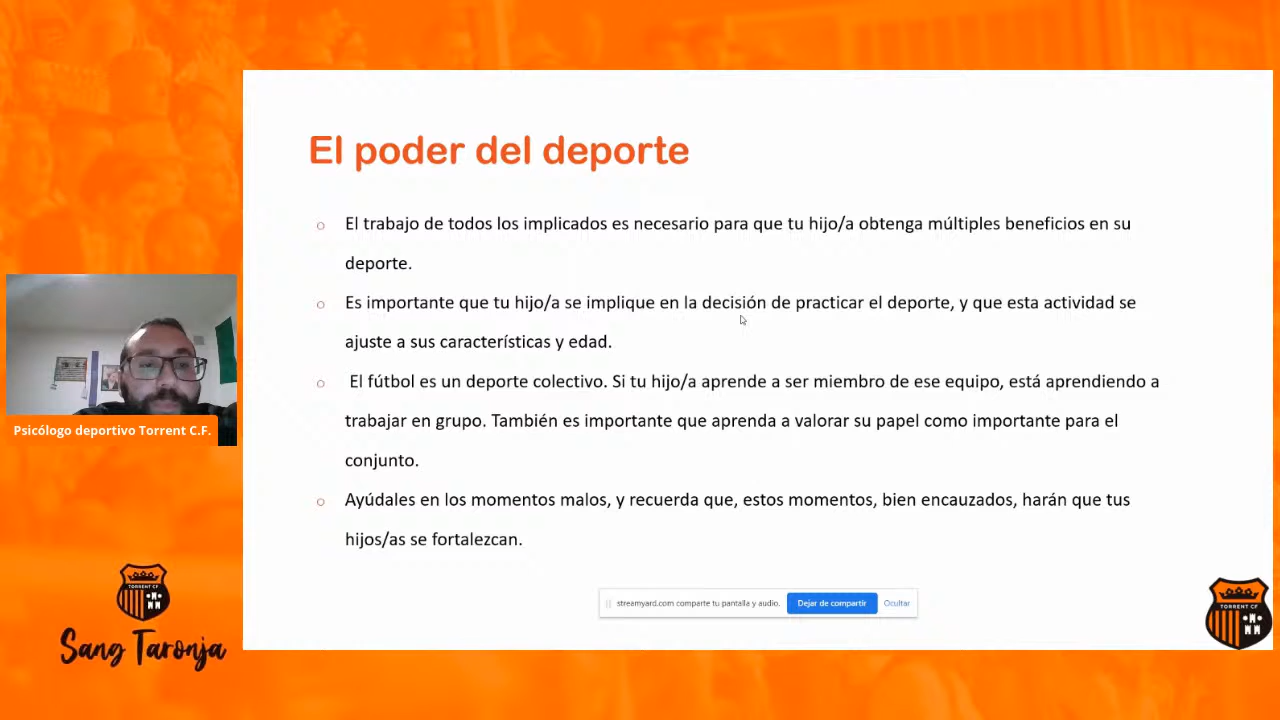 El poder del deporte
El trabajo de todos los implicados es necesario para que tu hijo/a obtenga múltiples beneficios en su
deporte.
Es importante que tu hijo/a se implique en la decisión de practicar el deporte, y que esta actividad se
ajuste a sus características y edad.
El fútbol es un deporte colectivo. Si tu hijo/a aprende a ser miembro de ese equipo, está aprendiendo a
trabajar en grupo. También es importante que aprenda a valorar su papel como importante para el
conjunto.
Ayúdales en los momentos malos, y recuerda que, estos momentos, bien encauzados, harán que tus
hijos/as se fortalezcan.
Psicólogo deportivo Torrent C.F.
TORRENT CF
Sang Taronja
streamyard.com comparte tu pantalla y audio.
Dejar de compartir
Ocultar
TORRENT CF